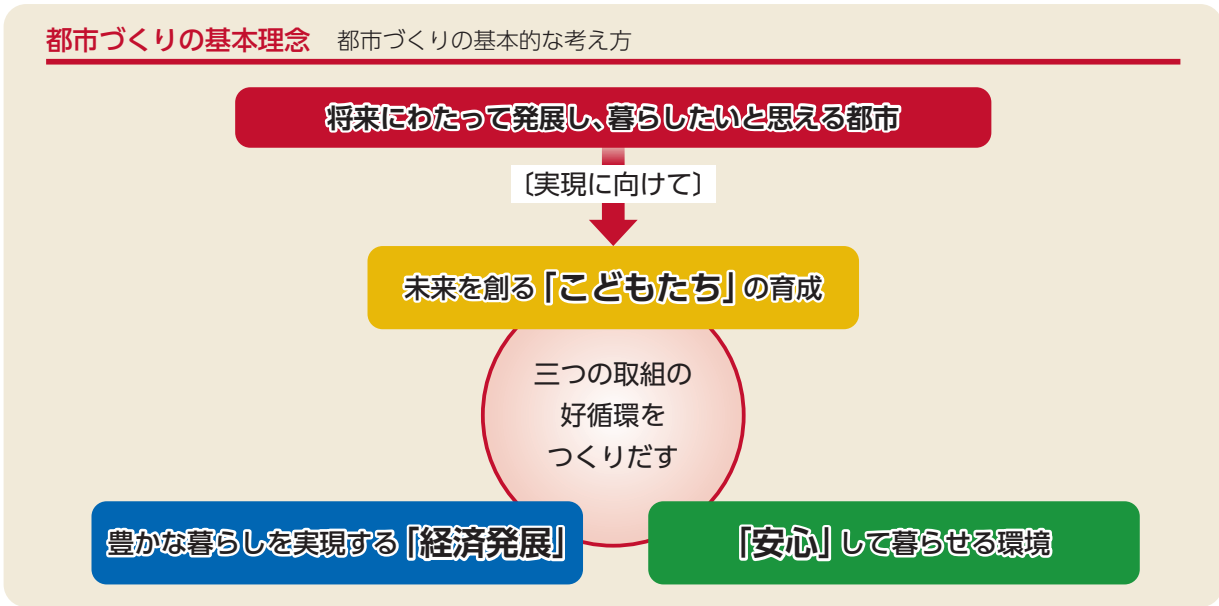 都市づくりの基本理念 都市づくりの基本的な考え方
将来にわたって発展し、暮らしたいと思える都市
〔実現に向けて〕
未来を創る「こどもたち」の育成
三つの取組の
好循環を
つくりだす
豊かな暮らしを実現する「経済発展」
「安心」して暮らせる環境